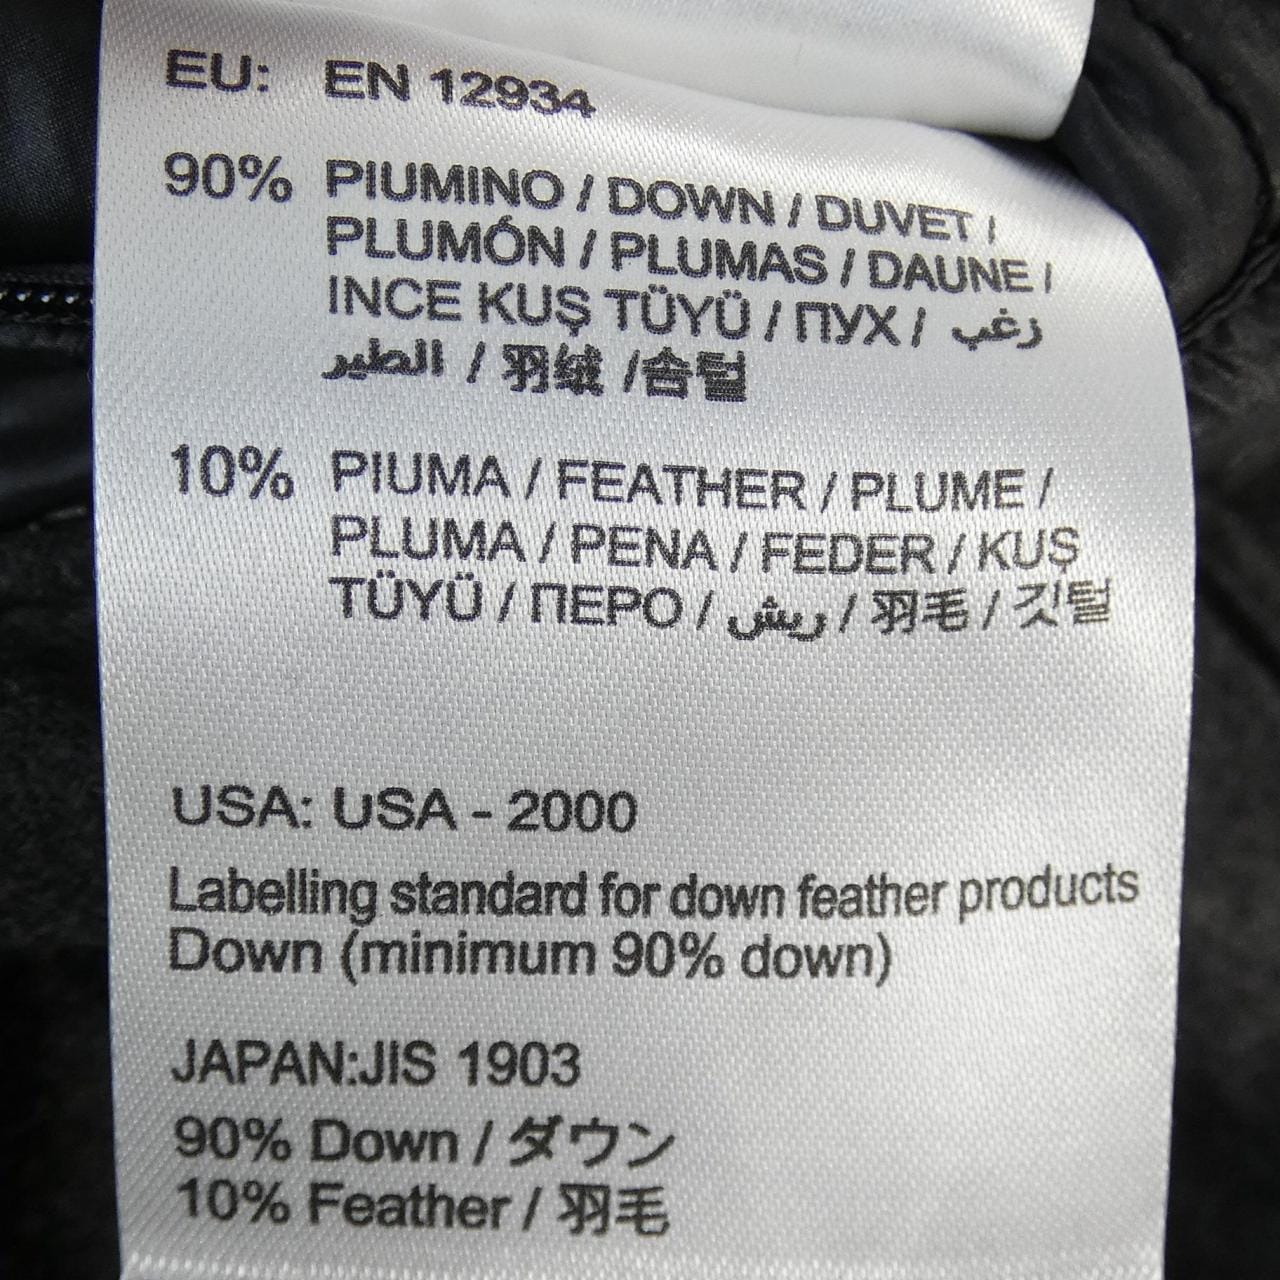 EU: EN 12934
90% PIUMINO / DOWN / DUVET /
PLUMÓN / PLUMAS / DAUNE /
INCE KUŞ TÜYÜ / ПУХ / زغب
الطير / 羽绒 /솜털
10% PIUMA / FEATHER / PLUME /
PLUMA / PENA / FEDER / KUŞ
TÜYÜ / ПЕРО / ريش / 羽毛 / 깃털
USA: USA - 2000
Labelling standard for down feather products
Down (minimum 90% down)
JAPAN:JIS 1903
90% Down / ダウン
10% Feather / 羽毛